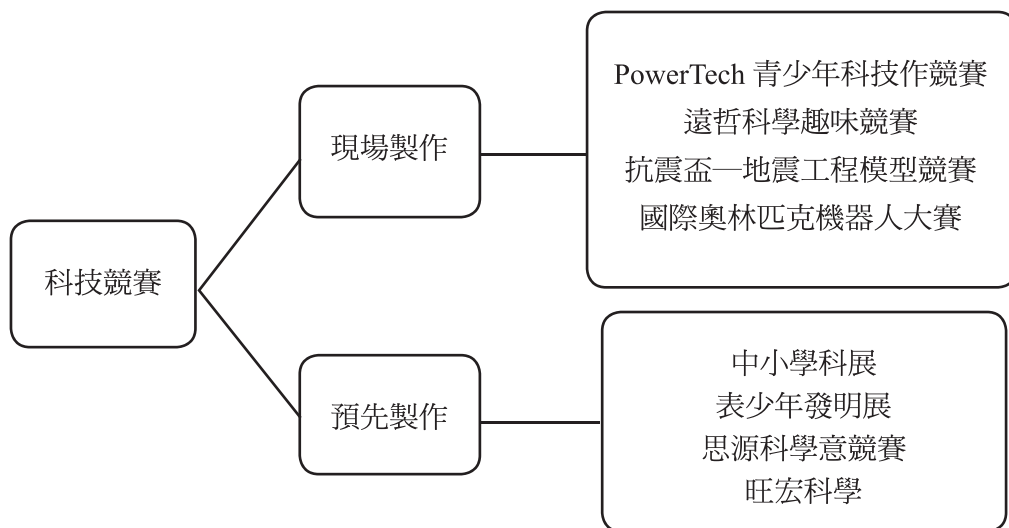 科技競賽
現場製作
PowerTech 青少年科技作競賽
遠哲科學趣味競賽
抗震盃—地震工程模型競賽
國際奧林匹克機器人大賽
預先製作
中小學科展
表少年發明展
思源科學意競賽
旺宏科學